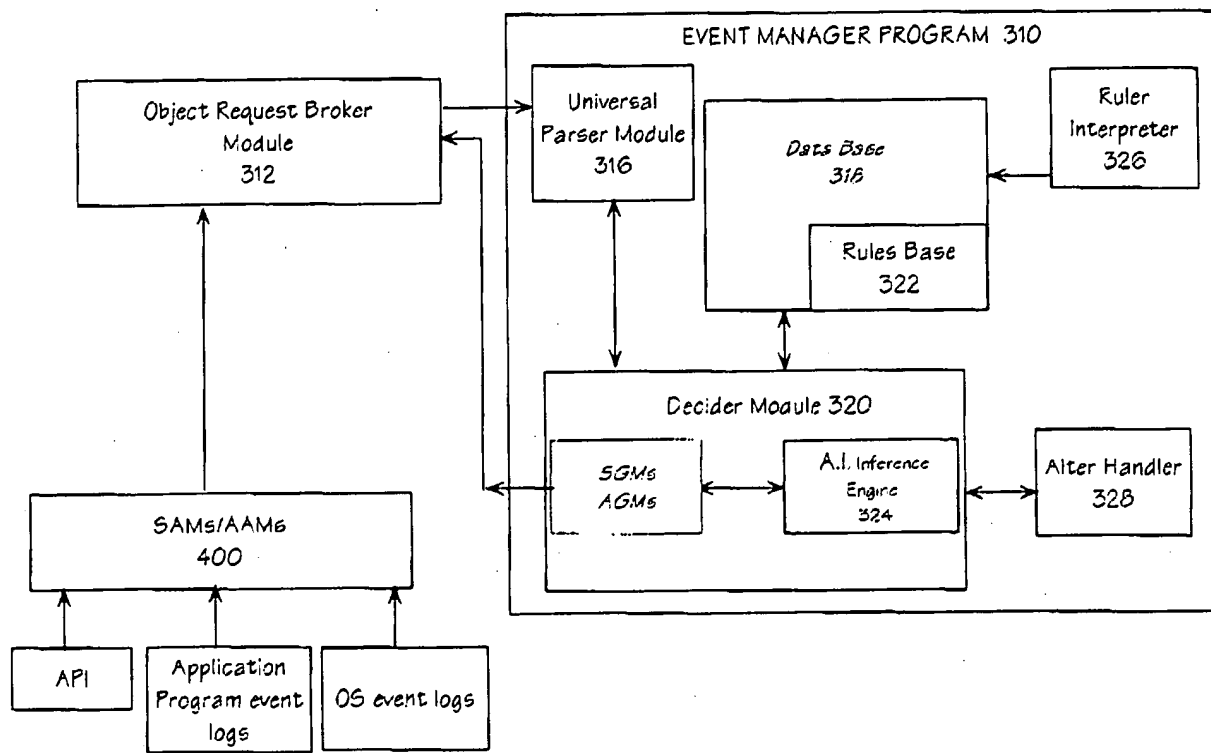 EVENT MANAGER PROGRAM 310
Object Request Broker
Module
312
Universal
Parser Module
316
Data Base
318
Ruler
Interpreter
326
Rules Base
322
Decider Module 320
SGMs
AGMs
A.I. Inference
Engine
324
Alter Handler
328
SAMs/AAMs
400
API
Application
Program event
logs
OS event logs